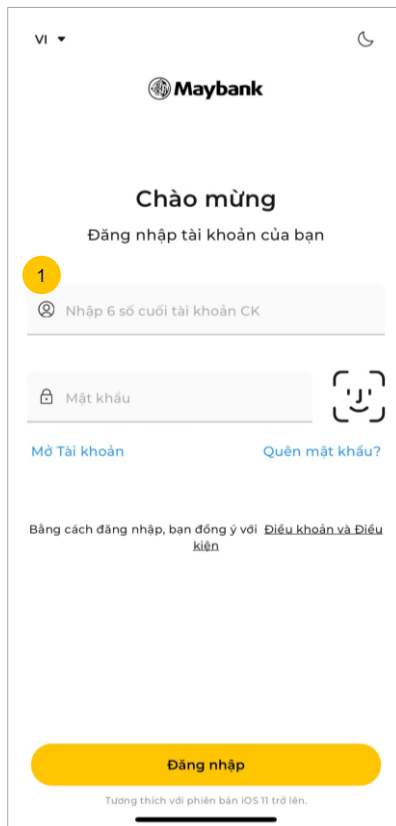 VI
Maybank
Chào mừng
Đăng nhập tài khoản của bạn
1
Nhập 6 số cuối tài khoản CK
Mật khẩu
Mở Tài khoản
Quên mật khẩu?
Bằng cách đăng nhập, bạn đồng ý với Điều khoản và Điều
kiện
Đăng nhập
Tương thích với phiên bản iOS 11 trở lên.